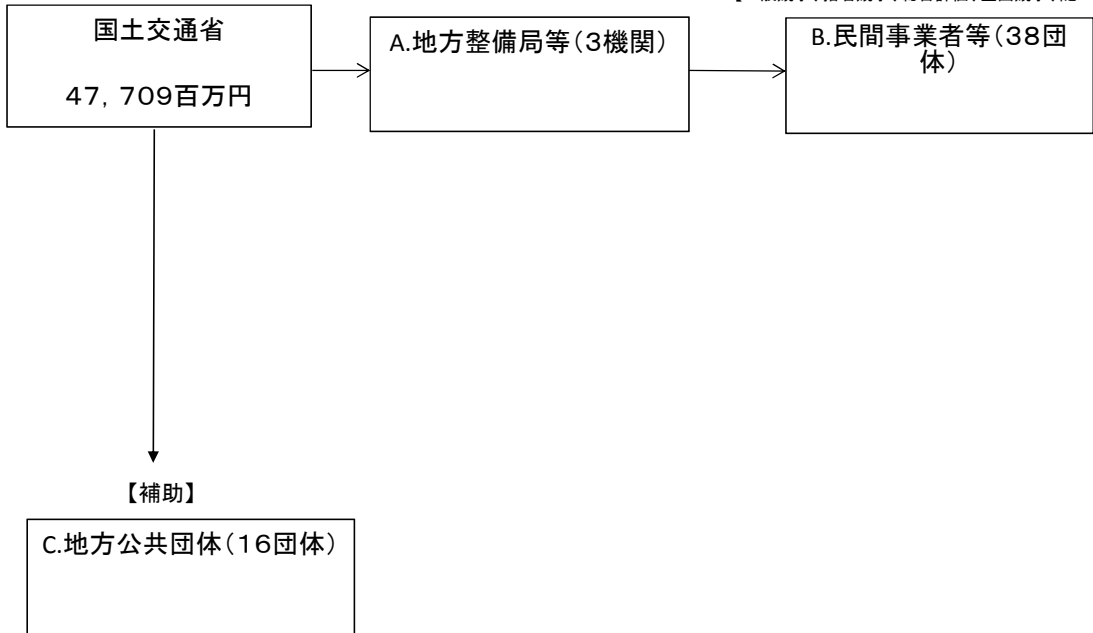 国土交通省
47, 709百万円
A.地方整備局等(3機関)
B.民間事業者等(38団
体)
【補助】
C.地方公共団体(16団体)